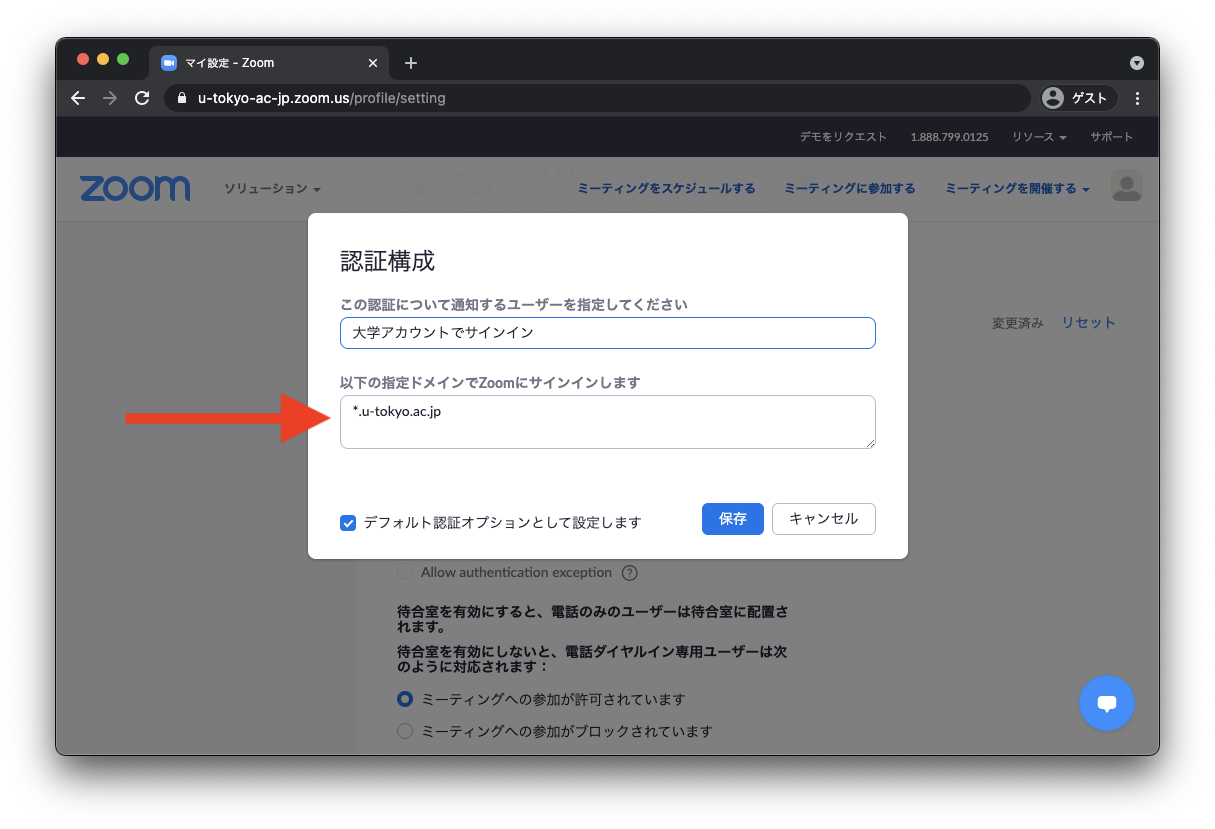 マイ設定 - Zoom
u-tokyo-ac-jp.zoom.us/profile/setting
ゲスト
デモをリクエスト 1.888.799.0125 リソース サポート
zoom ソリューション ミーティングをスケジュールする ミーティングに参加する ミーティングを開催する
認証構成
この認証について通知するユーザーを指定してください
大学アカウントでサインイン
変更済み リセット
以下の指定ドメインでZoomにサインインします
*.u-tokyo.ac.jp
デフォルト認証オプションとして設定します 保存 キャンセル
Allow authentication exception ?
待合室を有効にすると、電話のみのユーザーは待合室に配置さ
れます。
待合室を有効にしないと、電話ダイヤルイン専用ユーザーは次
のように対応されます：
ミーティングへの参加が許可されています
ミーティングへの参加がブロックされています